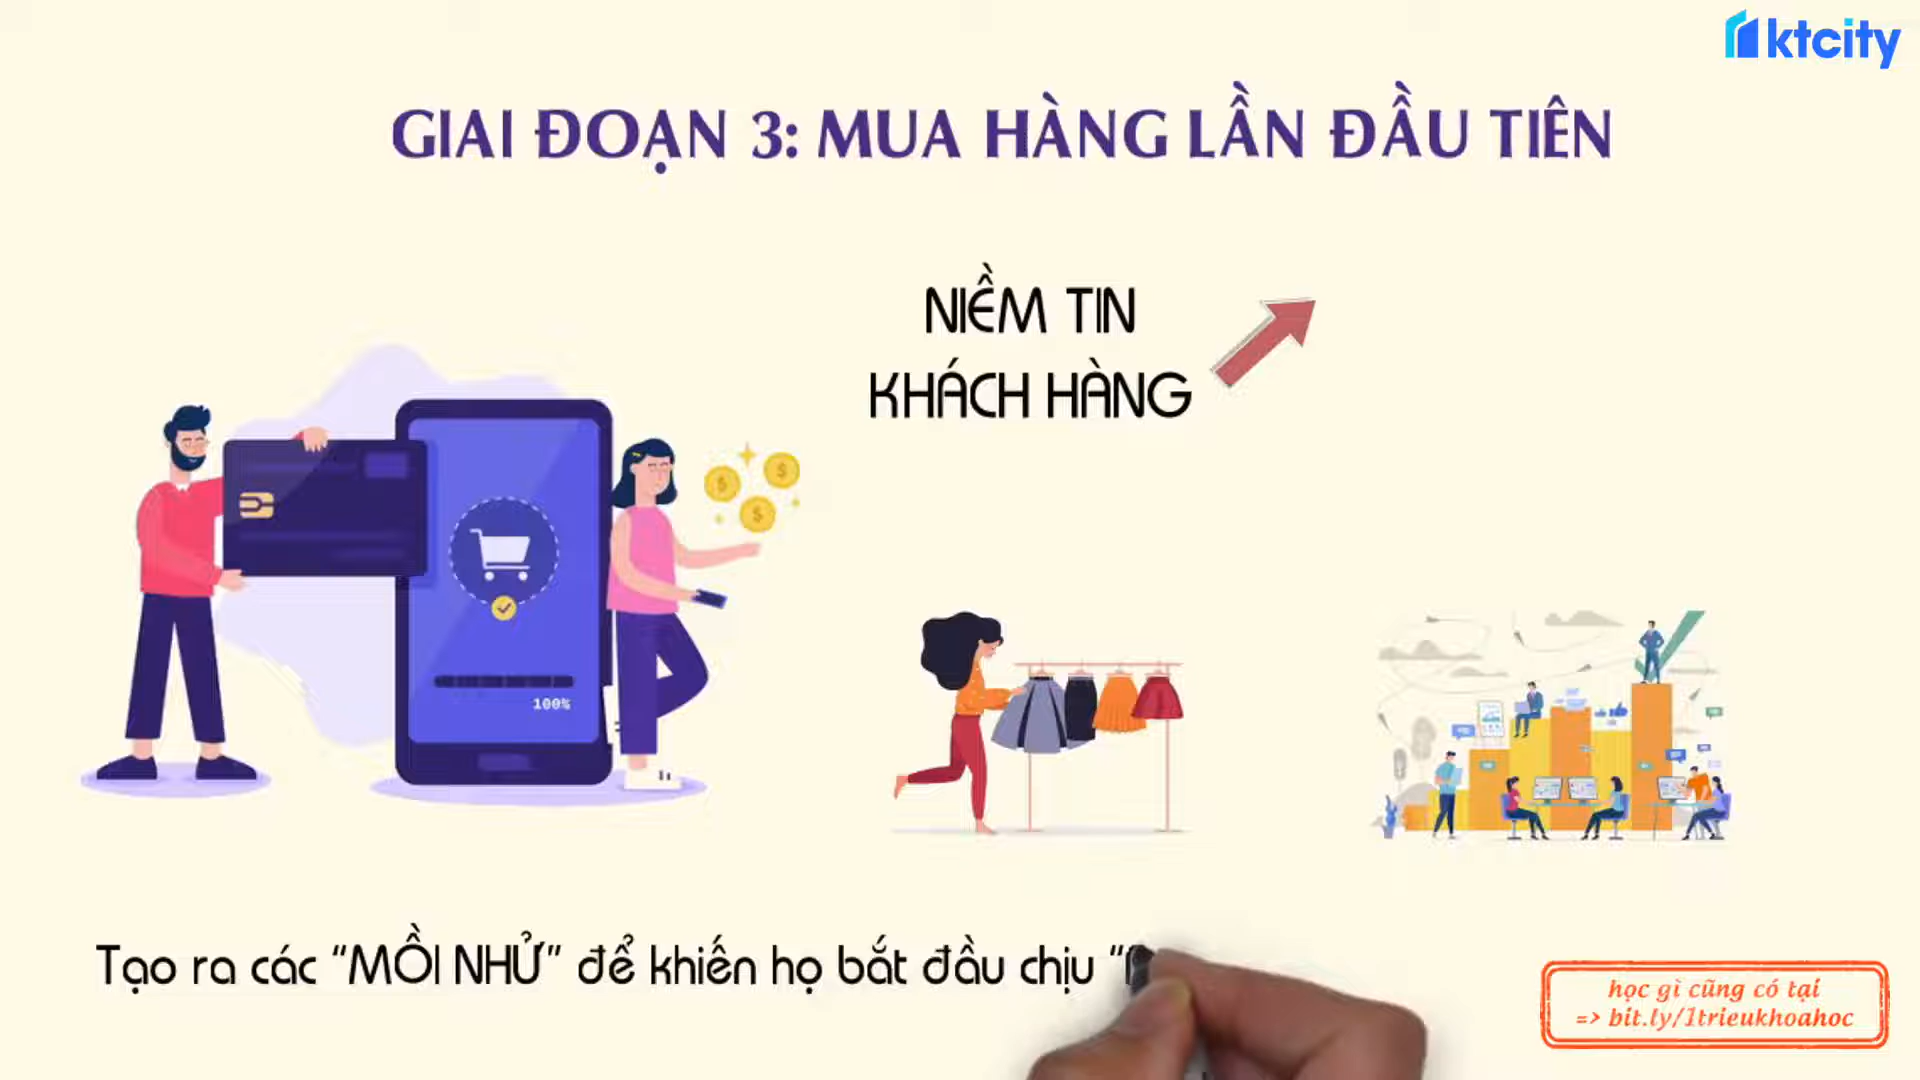 ktcity
GIAI ĐOẠN 3: MUA HÀNG LẦN ĐẦU TIÊN
NIỀM TIN
KHÁCH HÀNG
100%
Tạo ra các “MỒI NHỬ” để khiến họ bắt đầu chịu “
học gì cũng có tại
=> bit.ly/1trieukhoahoc